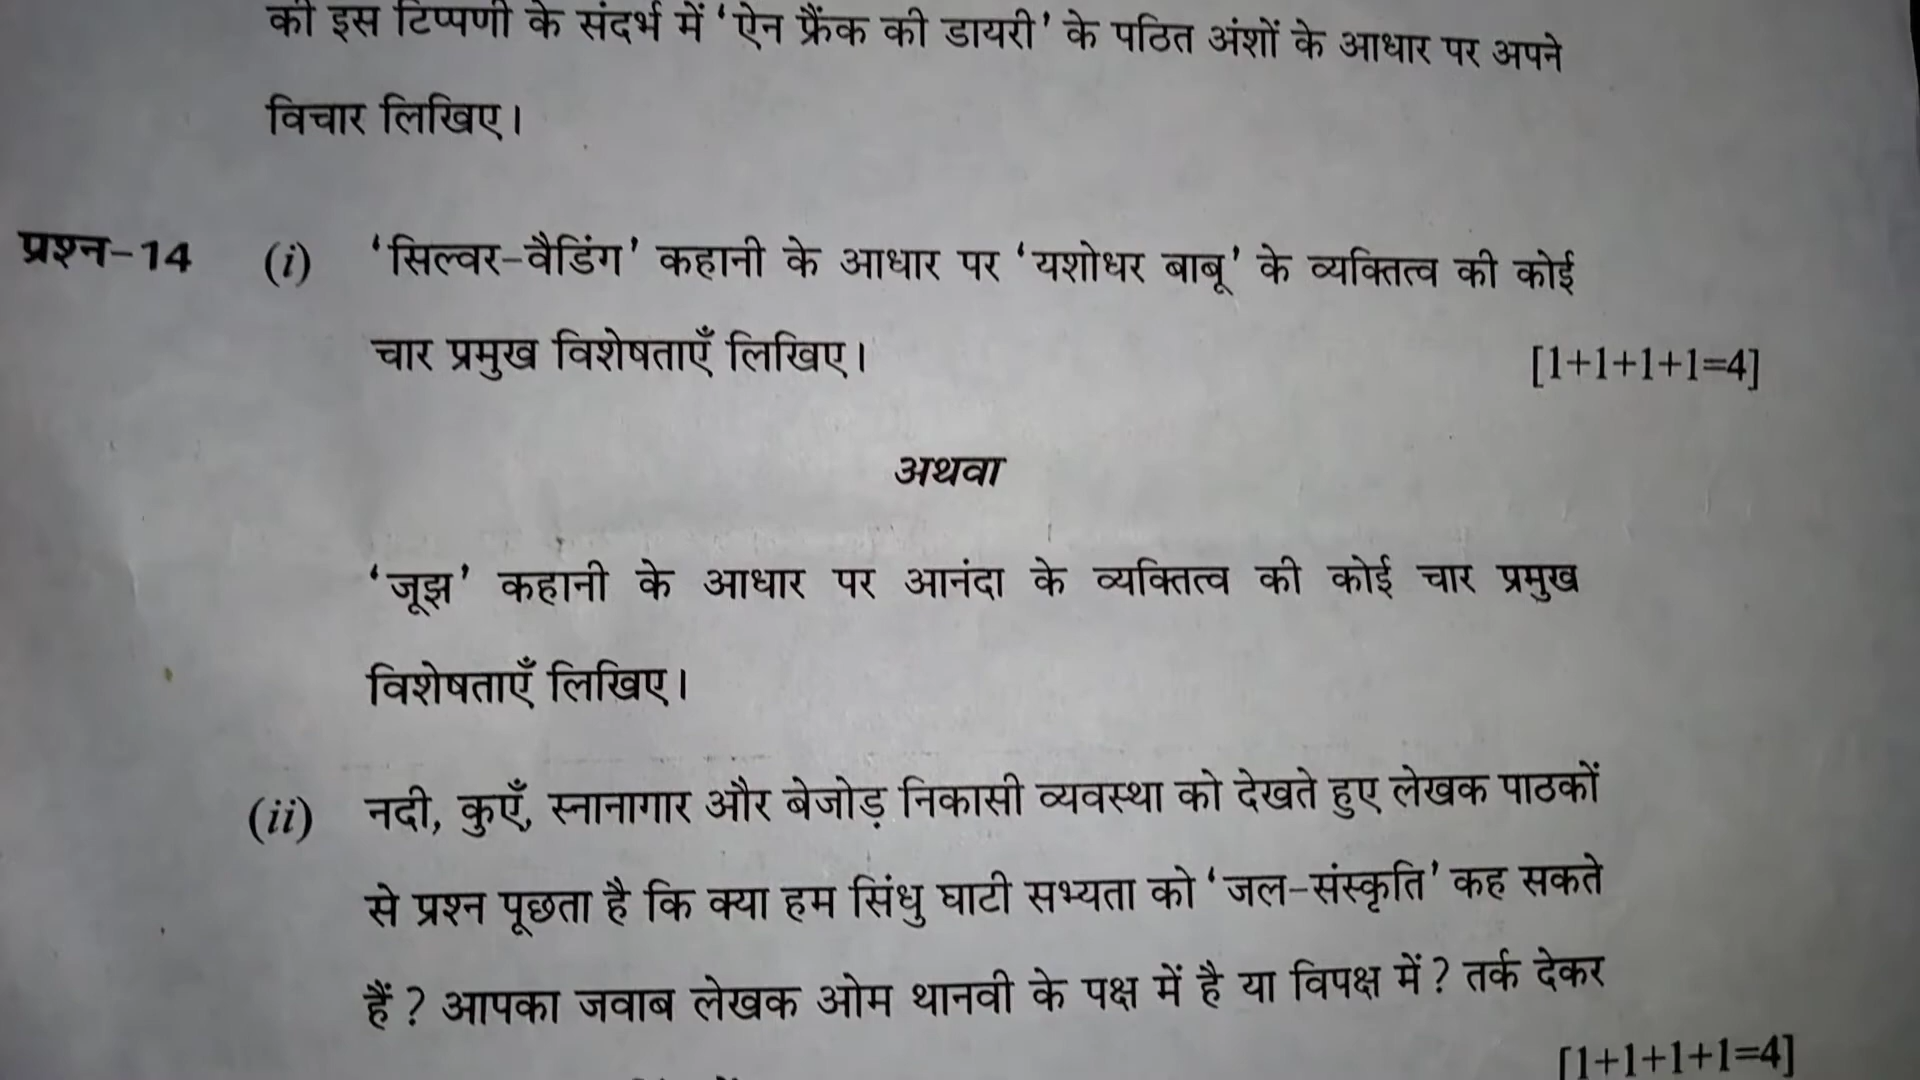 की इस टिप्पणी के संदर्भ में ‘ऐन फ्रैंक की डायरी’ के पठित अंशों के आधार पर अपने
विचार लिखिए।
प्रश्न-14 (i) ‘सिल्वर-वैडिंग’ कहानी के आधार पर ‘यशोधर बाबू’ के व्यक्तित्व की कोई
चार प्रमुख विशेषताएँ लिखिए। [1+1+1+1=4]
अथवा
‘जूझ’ कहानी के आधार पर आनंदा के व्यक्तित्व की कोई चार प्रमुख
विशेषताएँ लिखिए।
(ii) नदी, कुएँ, स्नानागार और बेजोड़ निकासी व्यवस्था को देखते हुए लेखक पाठकों
से प्रश्न पूछता है कि क्या हम सिंधु घाटी सभ्यता को ‘जल-संस्कृति’ कह सकते
हैं ? आपका जवाब लेखक ओम थानवी के पक्ष में है या विपक्ष में ? तर्क देकर
[1+1+1+1=4]